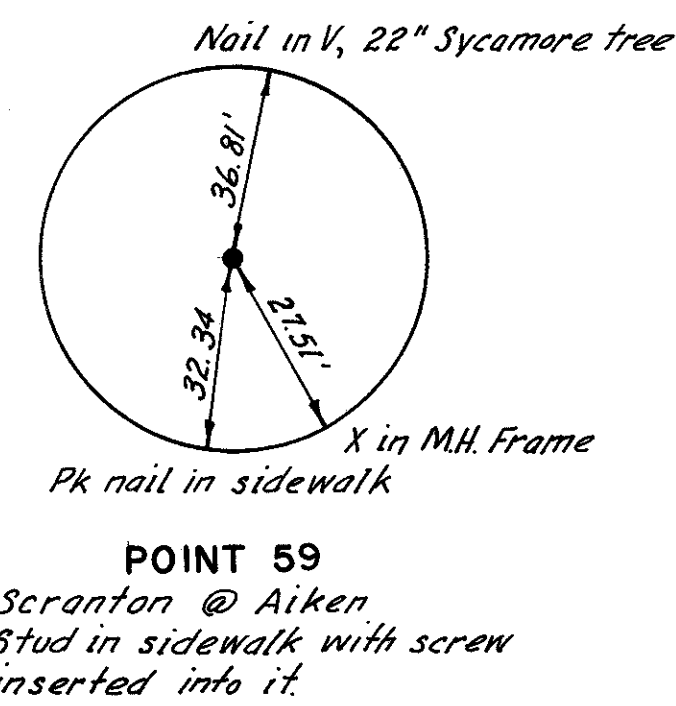 Nail in V, 22" Sycamore tree
36.81'
32.34
27.51'
X in M.H. Frame
Pk nail in sidewalk
POINT 59
Scranton @ Aiken
Stud in sidewalk with screw
inserted into it.